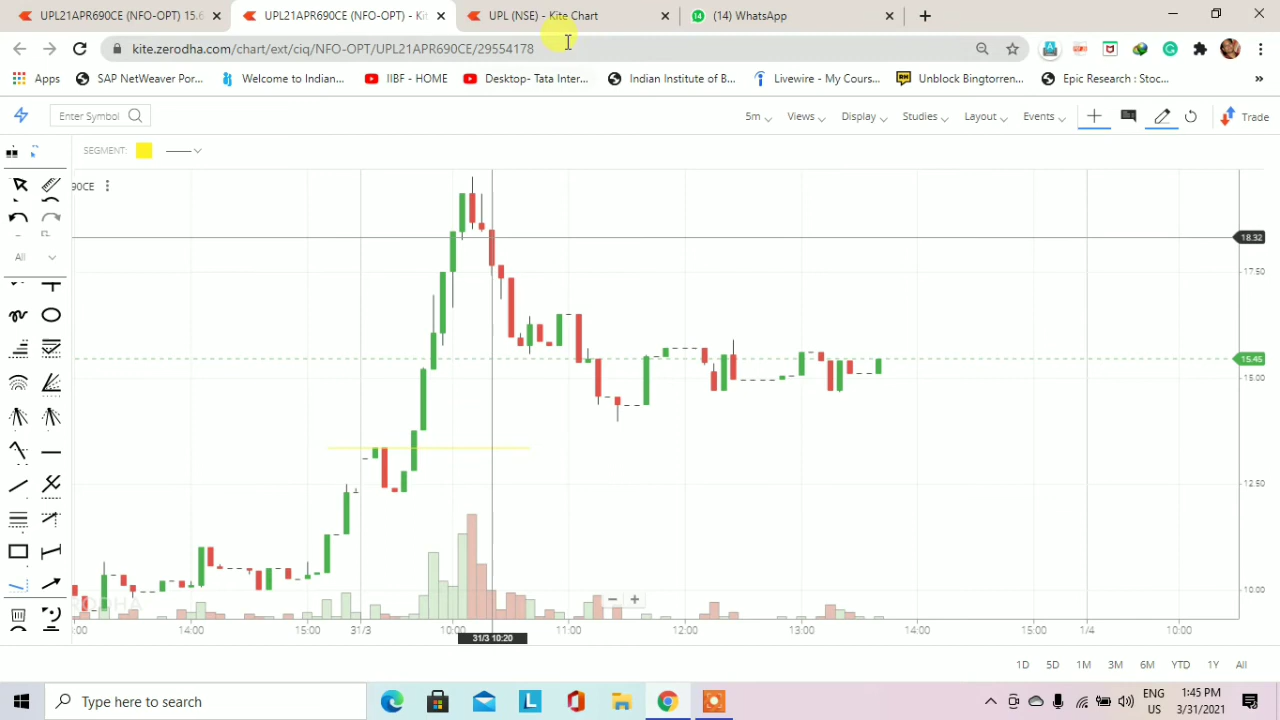 UPL21APR690CE (NFO-OPT) 15.6
UPL21APR690CE (NFO-OPT) - Kit
UPL (NSE) - Kite Chart
14
(14) WhatsApp
kite.zerodha.com/chart/ext/ciq/NFO-OPT/UPL21APR690CE/29554178
Apps
SAP NetWeaver Por...
Welcome to Indian...
IIBF - HOME
Desktop- Tata Inter...
Indian Institute of B...
Livewire - My Cours...
Unblock Bingtorren...
Epic Research : Stoc...
»
Enter Symbol
5m
Views
Display
Studies
Layout
Events
Trade
SEGMENT:
90CE
All
18.32
17.50
15.45
15.00
12.50
10.00
:00
14:00
15:00
31/3
10:00
31/3 10:20
11:00
12:00
13:00
14:00
15:00
1/4
10:00
1D
5D
1M
3M
6M
YTD
1Y
All
Type here to search
ENG
US
1:45 PM
3/31/2021